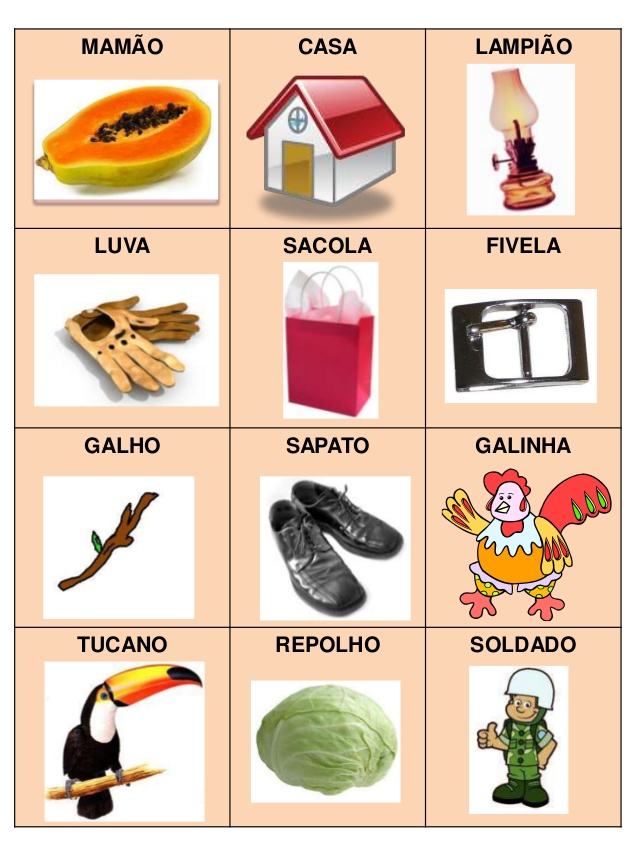 MAMÃO
CASA
LAMPIÃO
LUVA
SACOLA
FIVELA
GALHO
SAPATO
GALINHA
TUCANO
REPOLHO
SOLDADO